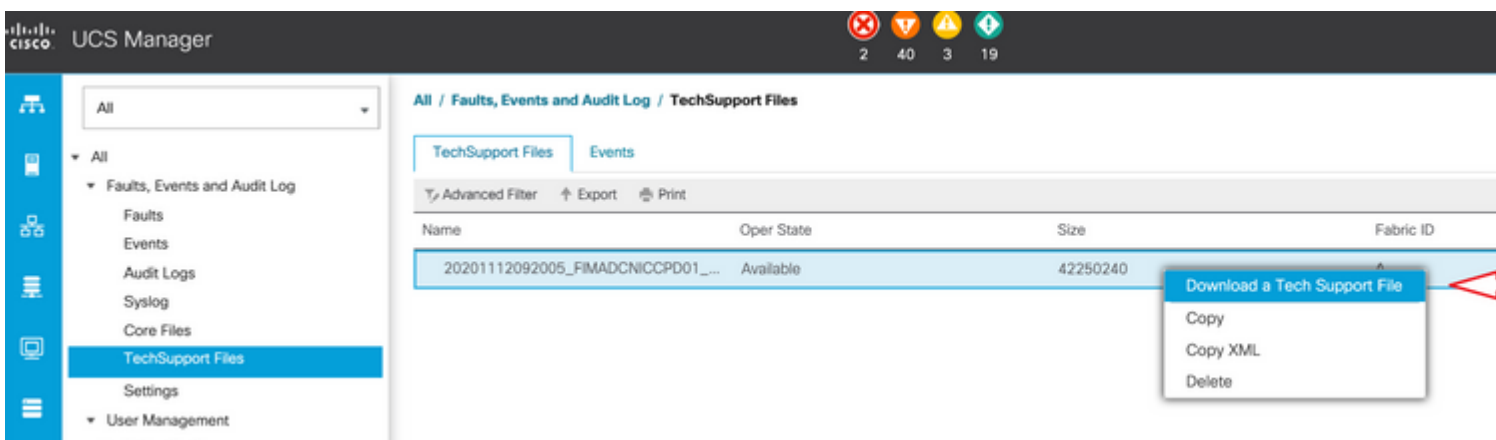 CISCO UCS Manager
2 40 3 19
All
All / Faults, Events and Audit Log / TechSupport Files
All
Faults, Events and Audit Log
Faults
Events
Audit Logs
Syslog
Core Files
TechSupport Files
Settings
User Management
TechSupport Files Events
Advanced Filter Export Print
Name Oper State Size Fabric ID
20201112092005_FIMADCNICCPD01_... Available 42250240
Download a Tech Support File
Copy
Copy XML
Delete